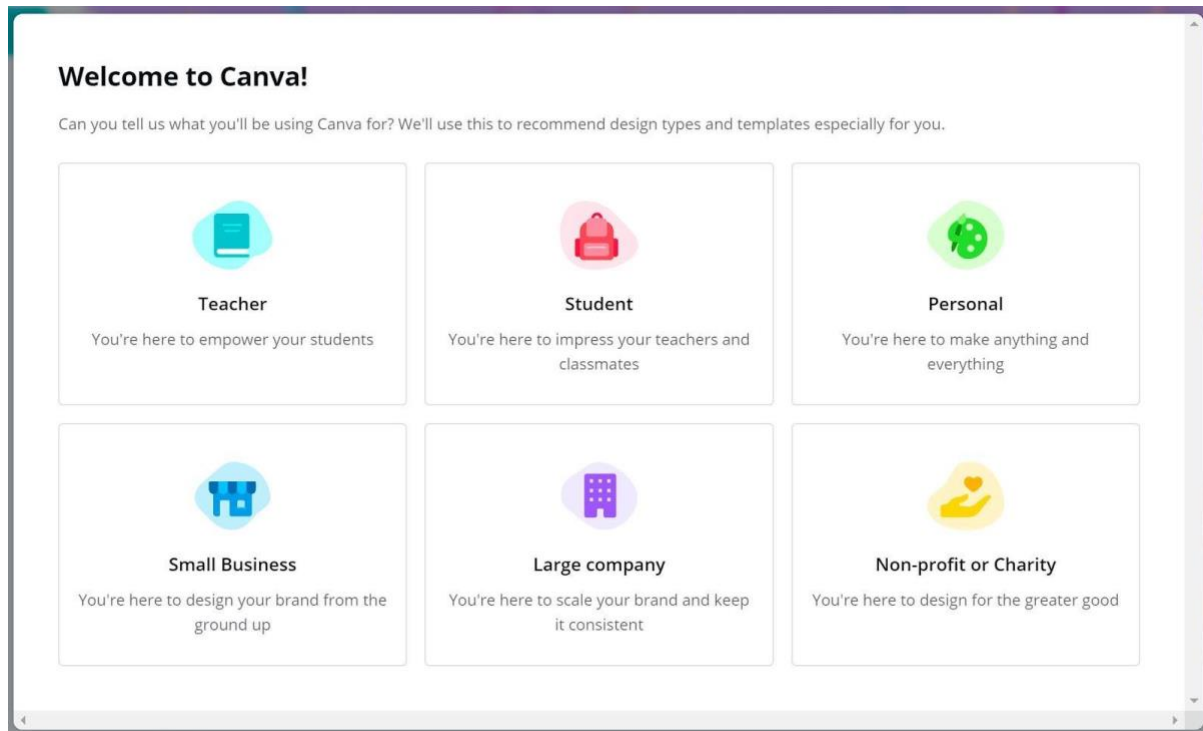 Welcome to Canva!
Can you tell us what you'll be using Canva for? We'll use this to recommend design types and templates especially for you.
Teacher
You're here to empower your students
Student
You're here to impress your teachers and
classmates
Personal
You're here to make anything and
everything
Small Business
You're here to design your brand from the
ground up
Large company
You're here to scale your brand and keep
it consistent
Non-profit or Charity
You're here to design for the greater good